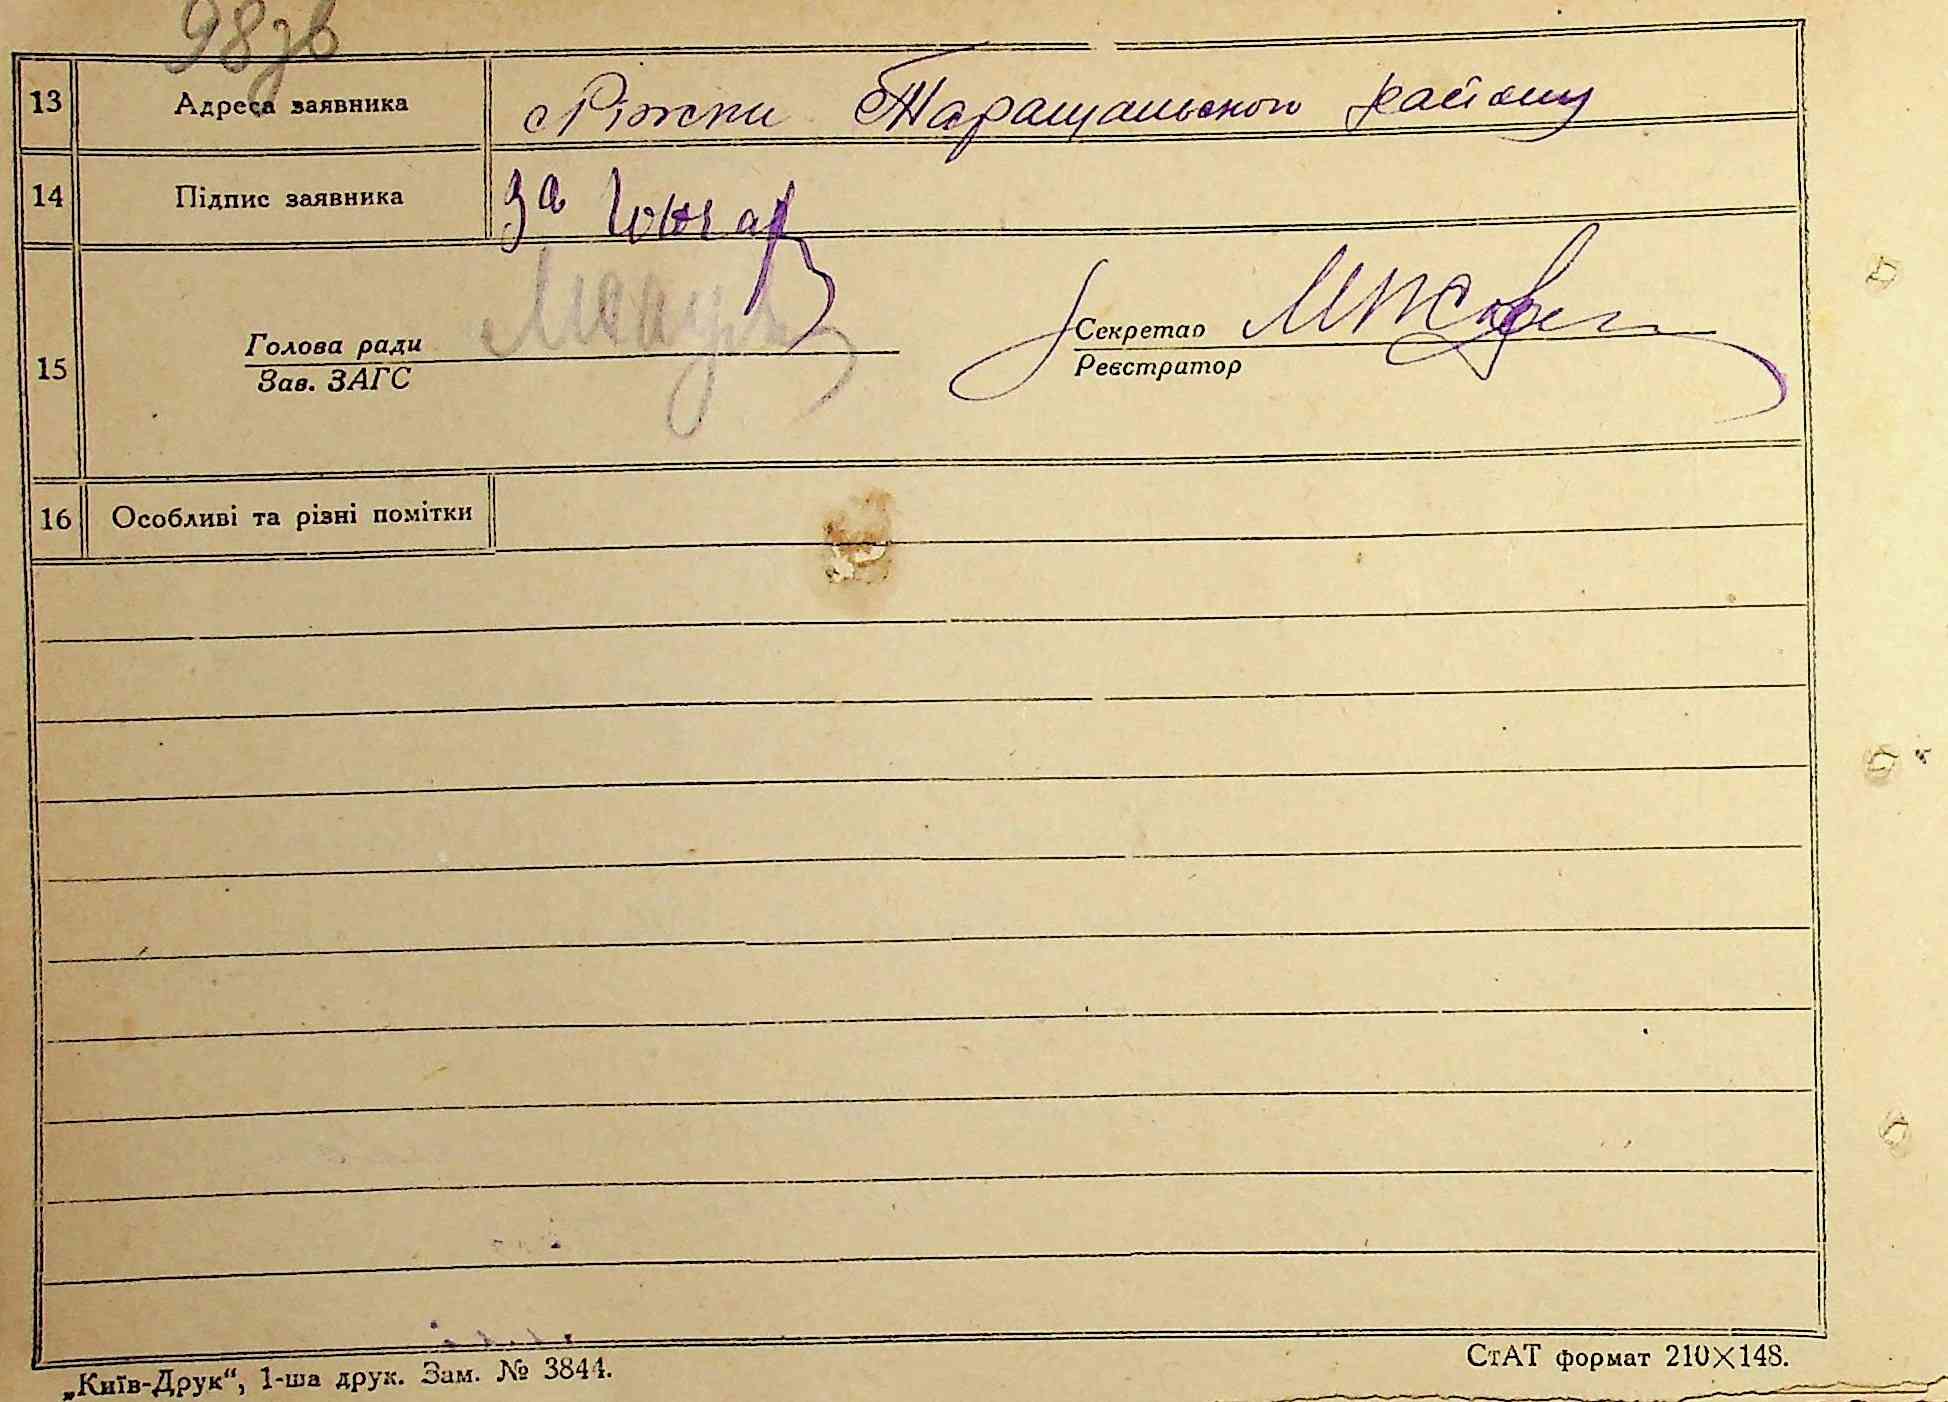 98зв
13 Адреса заявника с Ріжки Таращанського району
14 Підпис заявника за Гончар
15 Голова ради Секретар
Зав. ЗАГС Реєстратор
16 Особливі та різні помітки
„Київ-Друк“, 1-ша друк. Зам. № 3844. СтАТ формат 210×148.